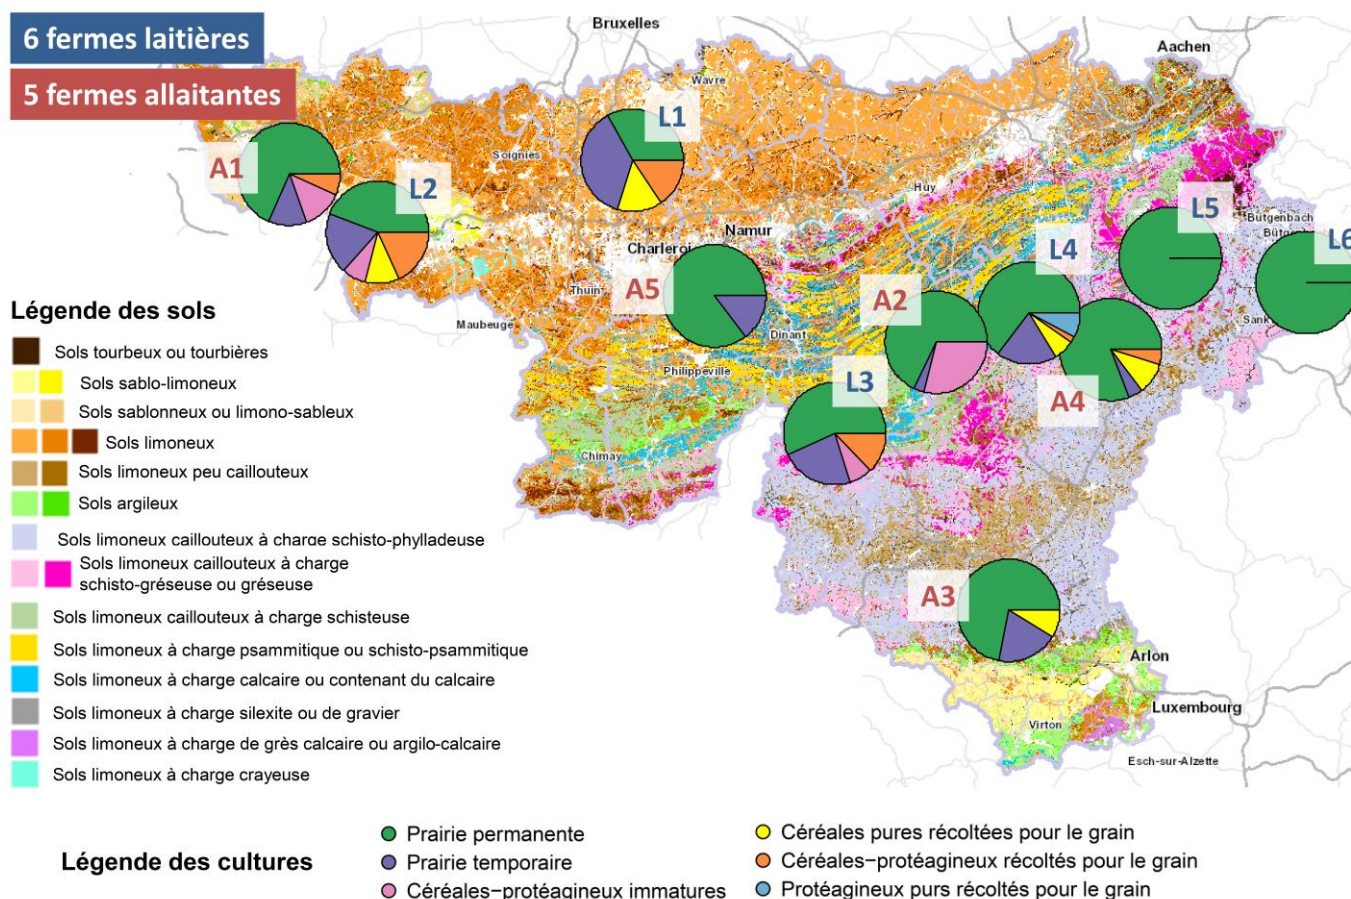 6 fermes laitières
5 fermes allaitantes
Bruxelles
Aachen
Wavre
L1
A1
Soignies
L2
Huy
L5
Bütgenbach
L6
Namur
Charleroi
L4
A5
Thuin
A2
Maubeuge
Dinant
Philippeville
L3
A4
Chimay
A3
Arlon
Luxembourg
Virton
Esch-sur-Alzette
Légende des sols
Sols tourbeux ou tourbières
Sols sablo-limoneux
Sols sablonneux ou limono-sableux
Sols limoneux
Sols limoneux peu caillouteux
Sols argileux
Sols limoneux caillouteux à charge schisto-phylladeuse
Sols limoneux caillouteux à charge
schisto-gréseuse ou gréseuse
Sols limoneux caillouteux à charge schisteuse
Sols limoneux à charge psammitique ou schisto-psammitique
Sols limoneux à charge calcaire ou contenant du calcaire
Sols limoneux à charge silexite ou de gravier
Sols limoneux à charge de grès calcaire ou argilo-calcaire
Sols limoneux à charge crayeuse
Légende des cultures
Prairie permanente
Prairie temporaire
Céréales-protéagineux immatures
Céréales pures récoltées pour le grain
Céréales-protéagineux récoltés pour le grain
Protéagineux purs récoltés pour le grain